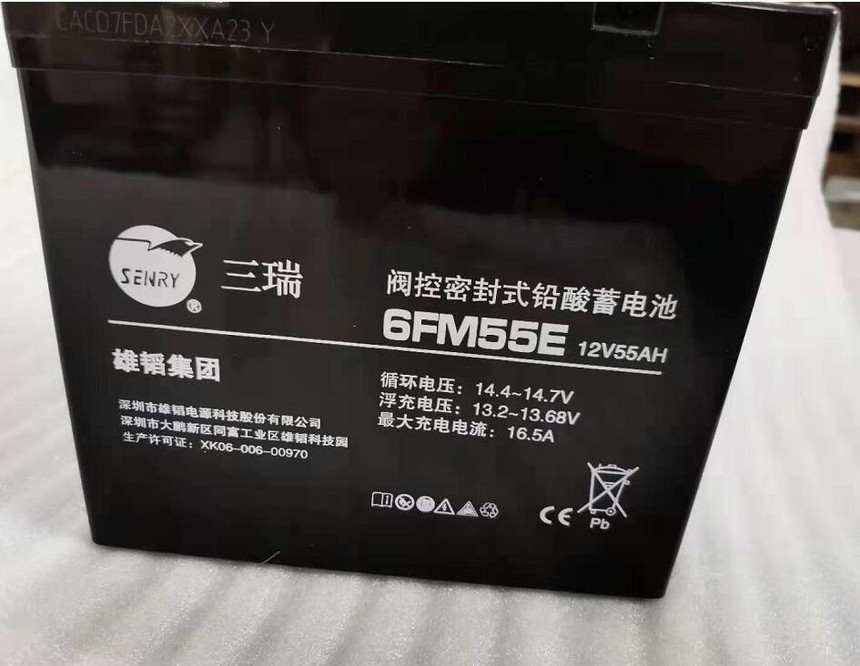 CACD7FDA2XXA23 Y
SENRY
®
三瑞
阀控密封式铅酸蓄电池
6FM55E 12V55AH
雄韬集团
深圳市雄韬电源科技股份有限公司
深圳市大鹏新区同富工业区雄韬科技园
生产许可证：XK06-006-00970
循环电压：14.4~14.7V
浮充电压：13.2~13.68V
最大充电电流：16.5A
CE
Pb